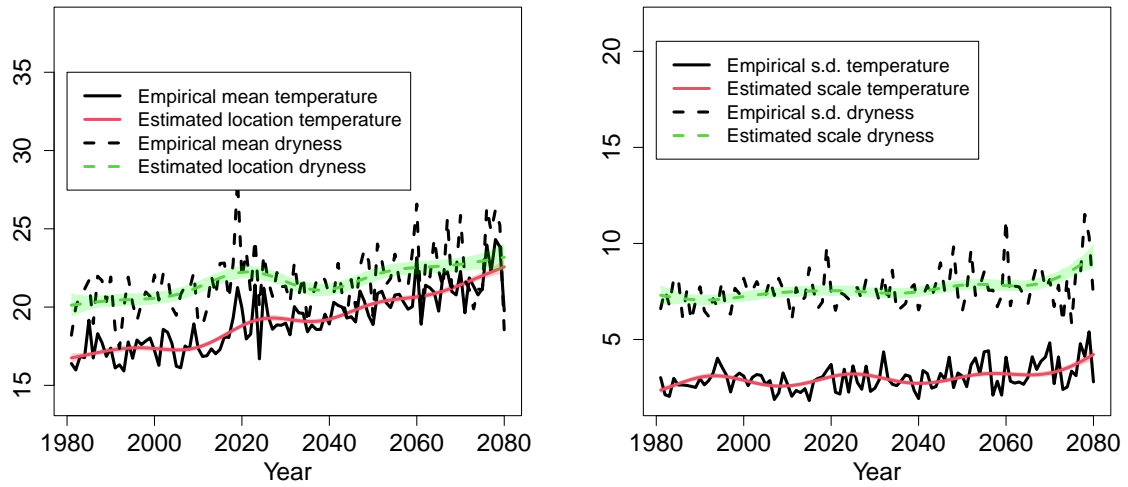 35
30
25
20
15
Empirical mean temperature
Estimated location temperature
Empirical mean dryness
Estimated location dryness
1980 2000 2020 2040 2060 2080
Year
20
15
10
5
Empirical s.d. temperature
Estimated scale temperature
Empirical s.d. dryness
Estimated scale dryness
1980 2000 2020 2040 2060 2080
Year